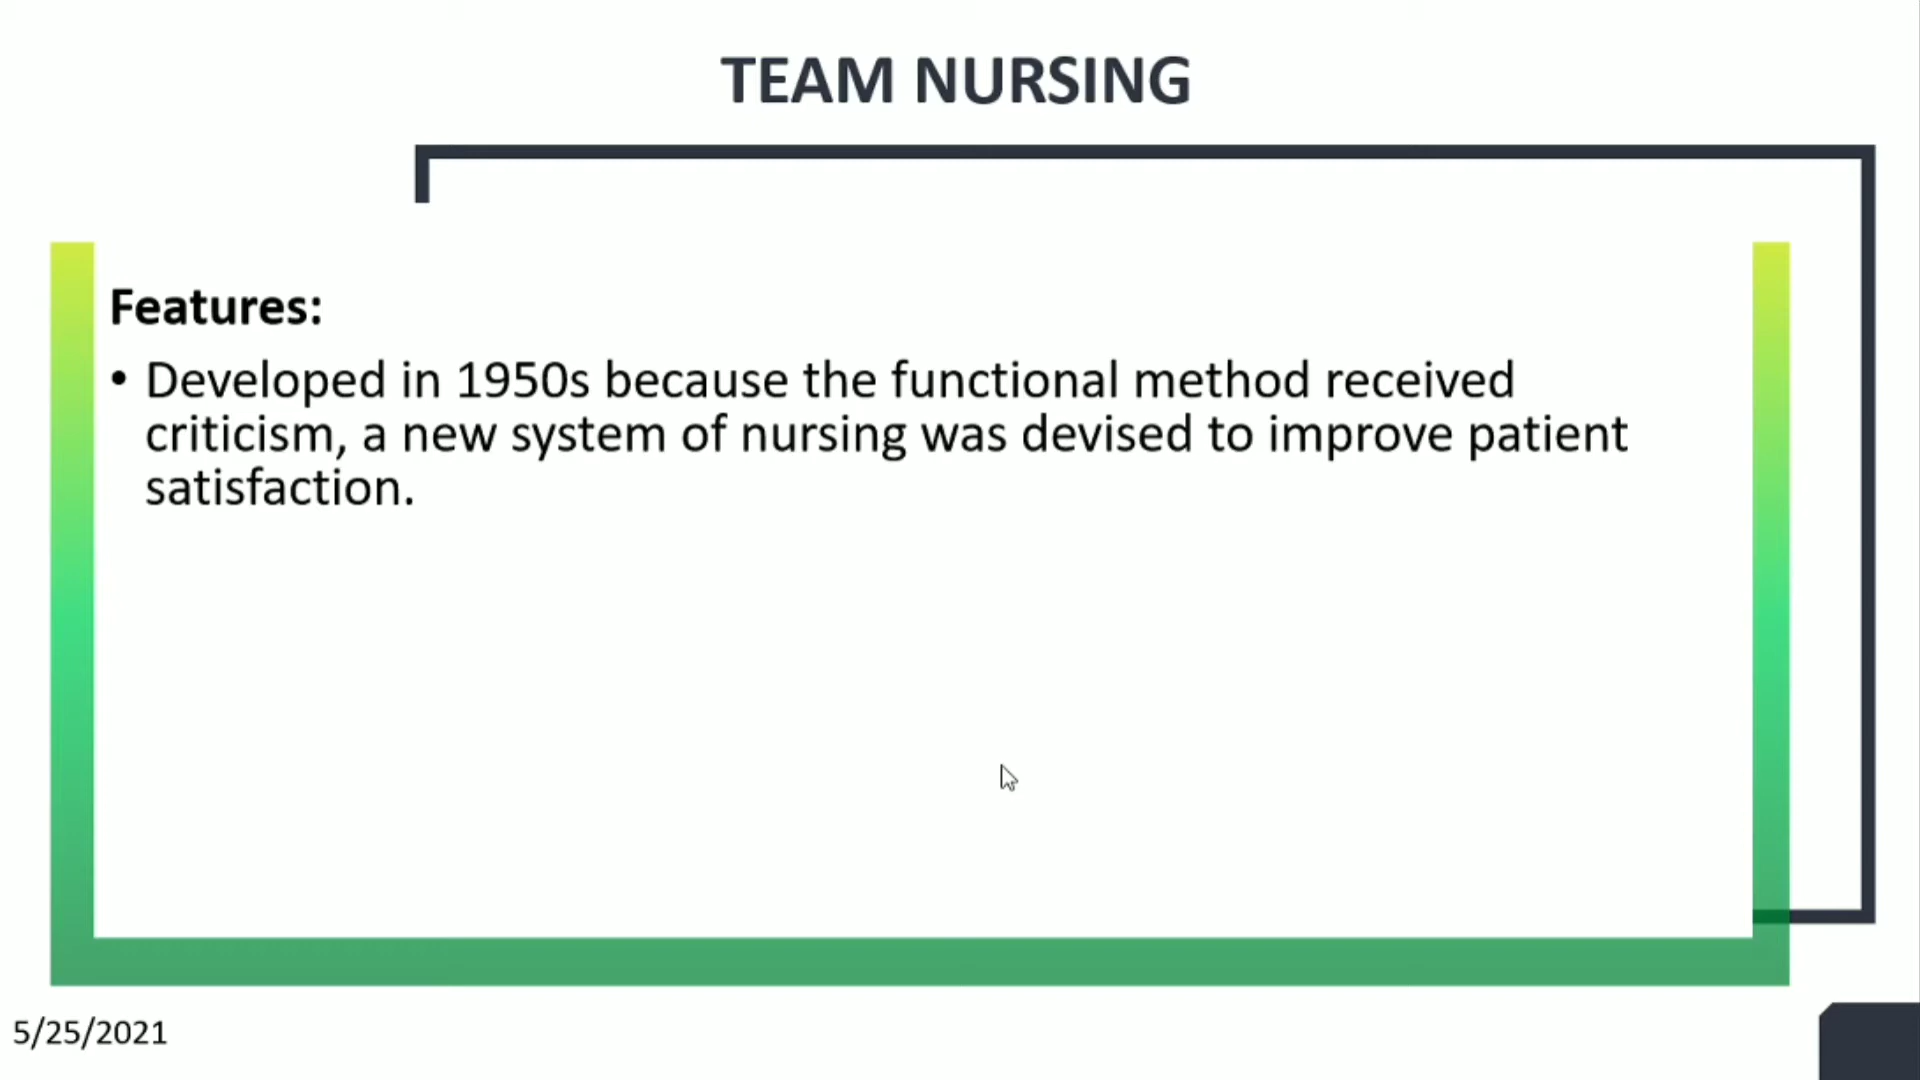 TEAM NURSING
Features:
• Developed in 1950s because the functional method received
criticism, a new system of nursing was devised to improve patient
satisfaction.
5/25/2021